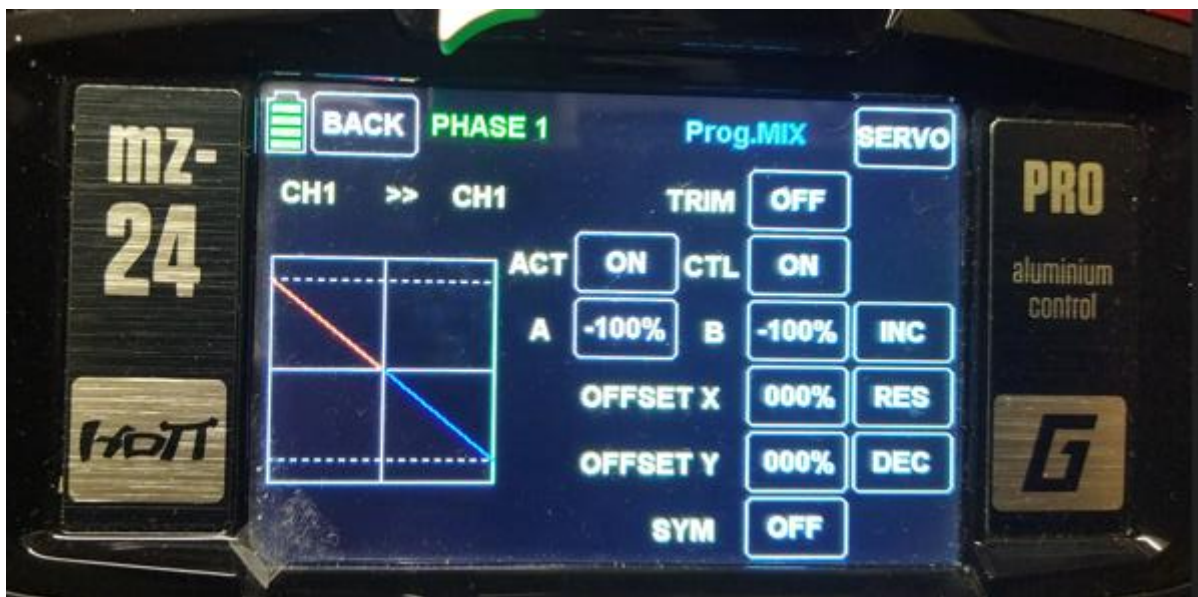 mz-
24
HoTT
BACK PHASE 1 Prog.MIX SERVO
CH1 >> CH1 TRIM OFF
ACT ON CTL ON
A -100% B -100% INC
OFFSET X 000% RES
OFFSET Y 000% DEC
SYM OFF
PRO
aluminium
control
G